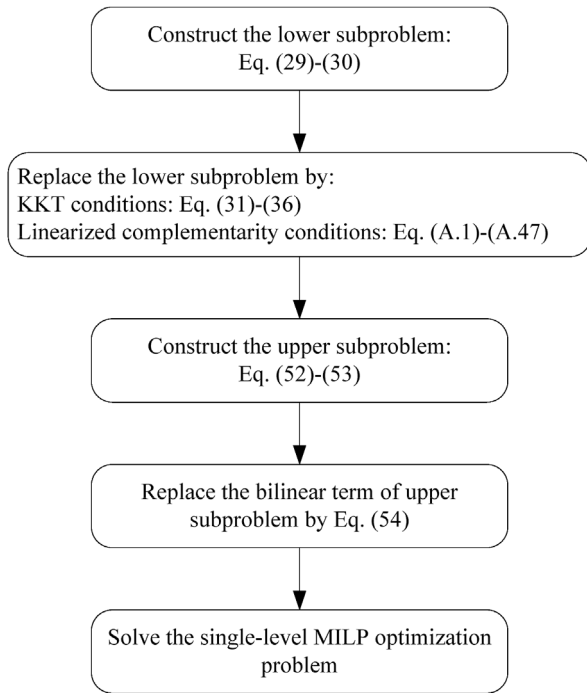 Construct the lower subproblem:
Eq. (29)-(30)
Replace the lower subproblem by:
KKT conditions: Eq. (31)-(36)
Linearized complementarity conditions: Eq. (A.1)-(A.47)
Construct the upper subproblem:
Eq. (52)-(53)
Replace the bilinear term of upper
subproblem by Eq. (54)
Solve the single-level MILP optimization
problem